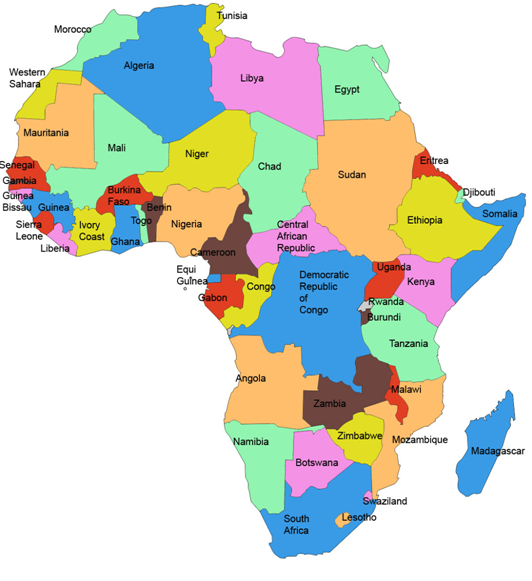 Tunisia
Morocco
Algeria
Libya
Egypt
Western
Sahara
Mauritania
Mali
Niger
Chad
Sudan
Eritrea
Senegal
Gambia
Guinea
Bissau
Guinea
Sierra
Leone
Liberia
Ivory
Coast
Burkina
Faso
Ghana
Togo
Benin
Nigeria
Cameroon
Central
African
Republic
Djibouti
Ethiopia
Somalia
Equi
Guinea
Gabon
Congo
Democratic
Republic
of
Congo
Uganda
Kenya
Rwanda
Burundi
Tanzania
Angola
Zambia
Malawi
Mozambique
Zimbabwe
Namibia
Botswana
Madagascar
Swaziland
Lesotho
South
Africa